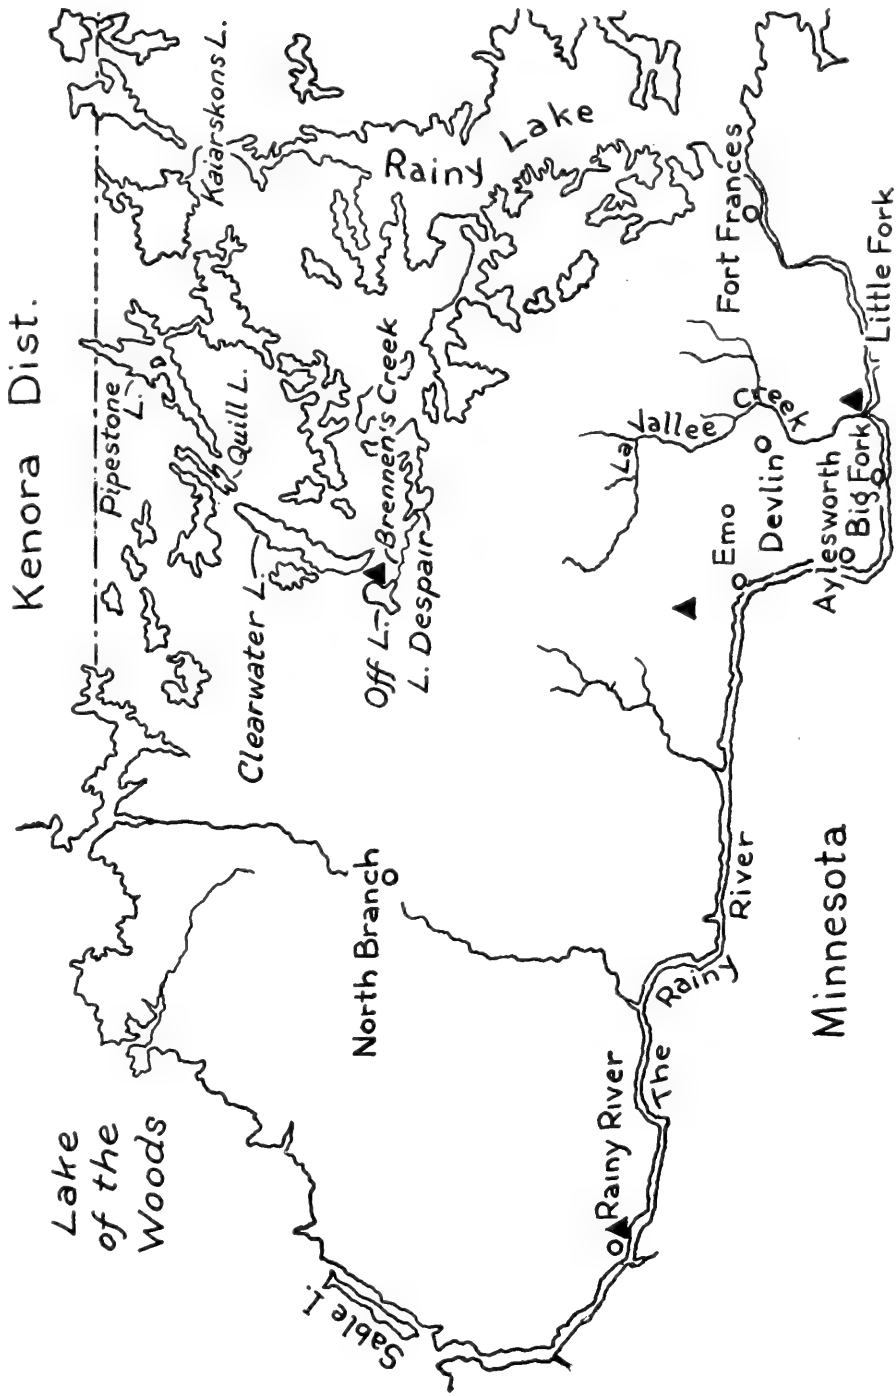 Kenora Dist.
Lake
of the
Woods
Pipestone
L.
Kaiarskons L.
Quill L.
Clearwater L.
Off L.
Brennen's Creek
L. Despair
Rainy Lake
Sable I.
North Branch
Rainy River
The Rainy River
Emo
La Vallee Creek
Devlin
Aylesworth
Big Fork
Fort Frances
Little Fork
Minnesota